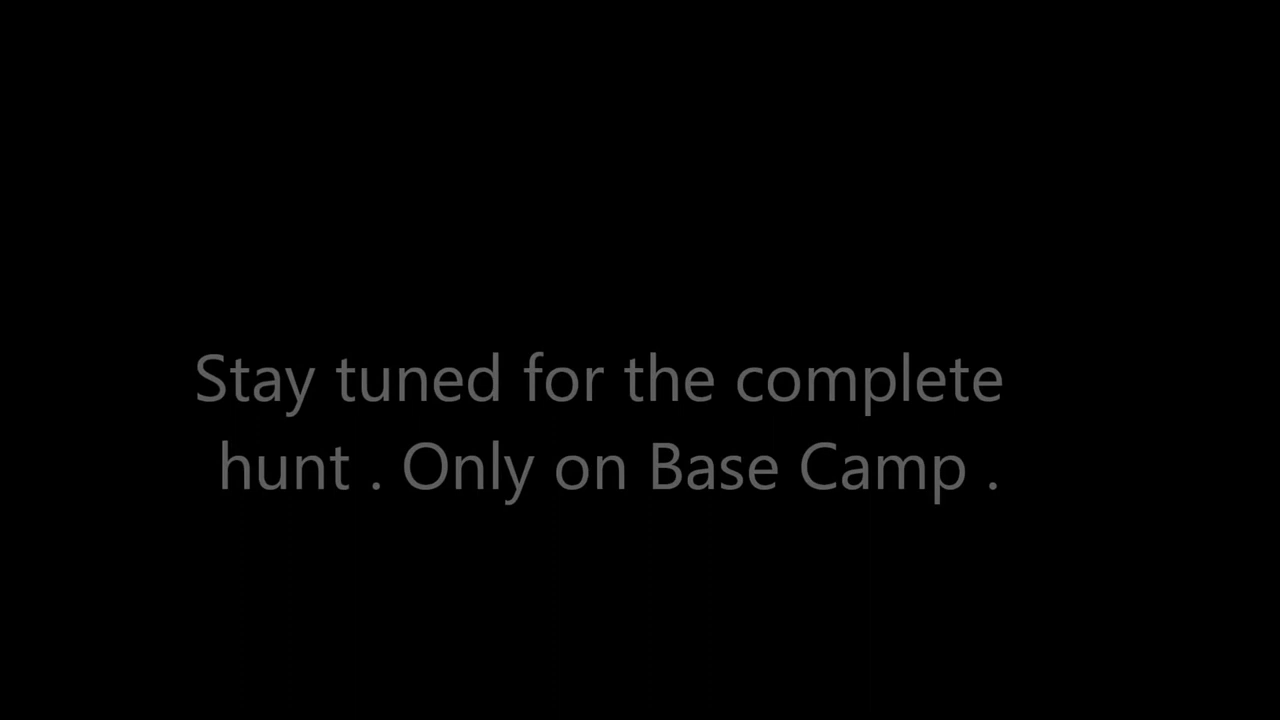 Stay tuned for the complete
hunt . Only on Base Camp .